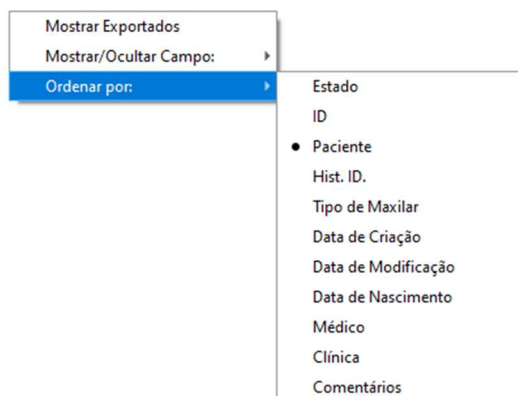 Mostrar Exportados
Mostrar/Ocultar Campo:
Ordenar por:
Estado
ID
Paciente
Hist. ID.
Tipo de Maxilar
Data de Criação
Data de Modificação
Data de Nascimento
Médico
Clínica
Comentários